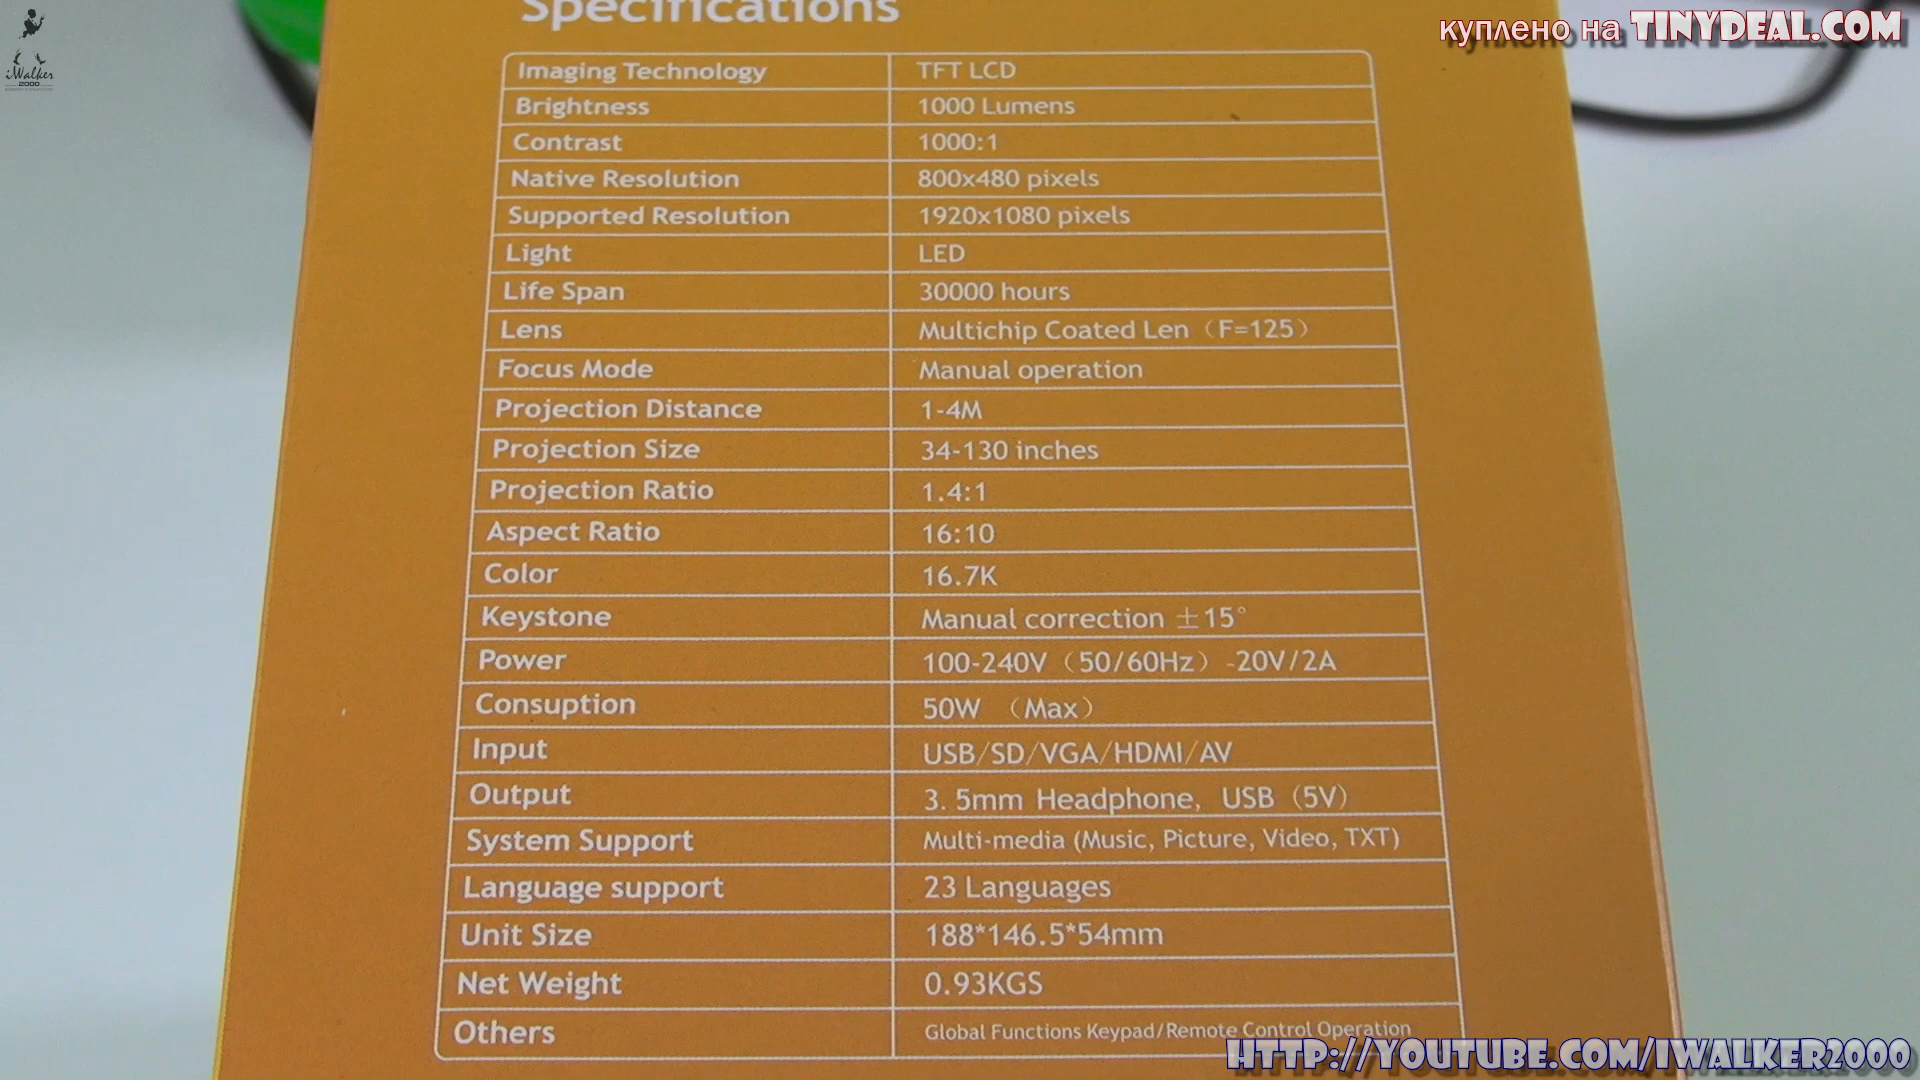 Specifications
куплено на TINYDEAL.COM
iWalker
2000
Imaging Technology TFT LCD
Brightness 1000 Lumens
Contrast 1000:1
Native Resolution 800x480 pixels
Supported Resolution 1920x1080 pixels
Light LED
Life Span 30000 hours
Lens Multichip Coated Len（F=125）
Focus Mode Manual operation
Projection Distance 1-4M
Projection Size 34-130 inches
Projection Ratio 1.4:1
Aspect Ratio 16:10
Color 16.7K
Keystone Manual correction ±15°
Power 100-240V（50/60Hz）-20V/2A
Consuption 50W （Max）
Input USB/SD/VGA/HDMI/AV
Output 3. 5mm Headphone, USB（5V）
System Support Multi-media (Music, Picture, Video, TXT)
Language support 23 Languages
Unit Size 188*146.5*54mm
Net Weight 0.93KGS
Others Global Functions Keypad/Remote Control Operation
HTTP://YOUTUBE.COM/IWALKER2000